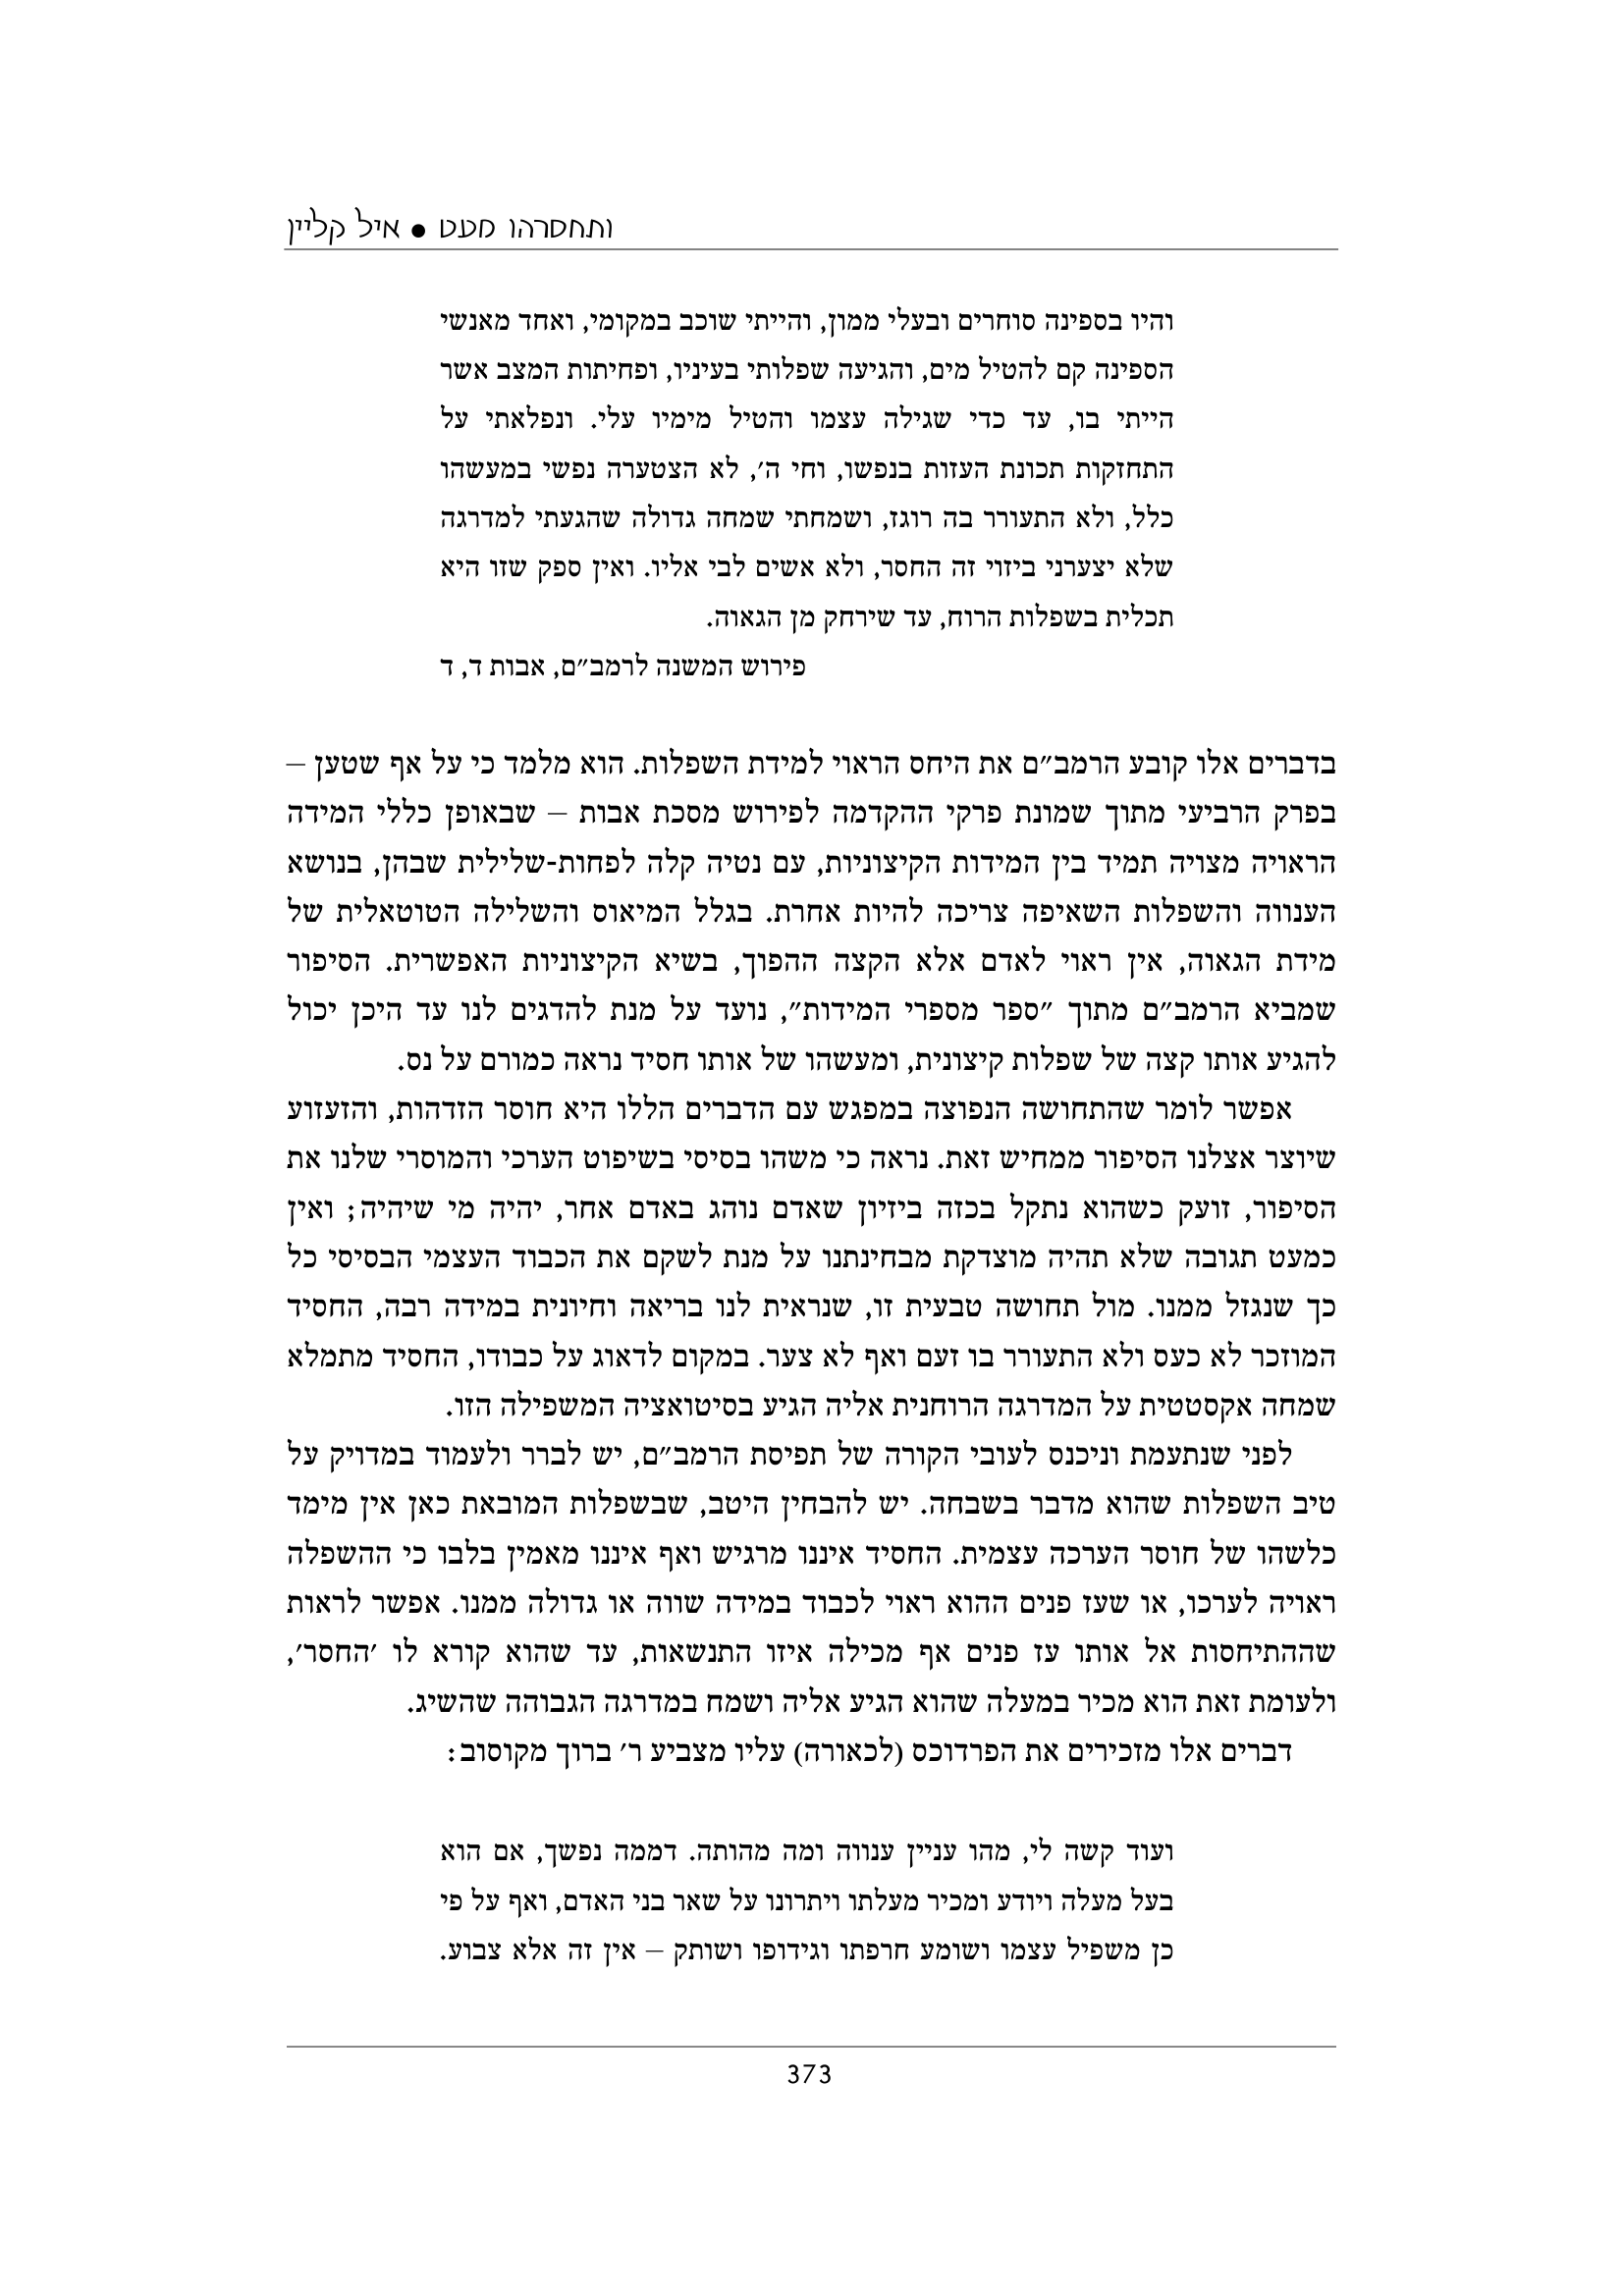 ותחסרהו מעט ● איל קליין
והיו בספינה סוחרים ובעלי ממון, והייתי שוכב במקומי, ואחד מאנשי
הספינה קם להטיל מים, והגיעה שפלותי בעיניו, ופחיתות המצב אשר
הייתי בו, עד כדי שגילה עצמו והטיל מימיו עלי. ונפלאתי על
התחזקות תכונת העזות בנפשו, וחי ה׳, לא הצטערה נפשי במעשהו
כלל, ולא התעורר בה רוגז, ושמחתי שמחה גדולה שהגעתי למדרגה
שלא יצערני ביזוי זה החסר, ולא אשים לבי אליו. ואין ספק שזו היא
תכלית בשפלות הרוח, עד שירחק מן הגאוה.
פירוש המשנה לרמב״ם, אבות ד, ד
בדברים אלו קובע הרמב״ם את היחס הראוי למידת השפלות. הוא מלמד כי על אף שטען –
בפרק הרביעי מתוך שמונת פרקי ההקדמה לפירוש מסכת אבות – שבאופן כללי המידה
הראויה מצויה תמיד בין המידות הקיצוניות, עם נטיה קלה לפחות-שלילית שבהן, בנושא
הענווה והשפלות השאיפה צריכה להיות אחרת. בגלל המיאוס והשלילה הטוטאלית של
מידת הגאוה, אין ראוי לאדם אלא הקצה ההפוך, בשיא הקיצוניות האפשרית. הסיפור
שמביא הרמב״ם מתוך ״ספר מספרי המידות״, נועד על מנת להדגים לנו עד היכן יכול
להגיע אותו קצה של שפלות קיצונית, ומעשהו של אותו חסיד נראה כמורם על נס.
אפשר לומר שהתחושה הנפוצה במפגש עם הדברים הללו היא חוסר הזדהות, והזעזוע
שיוצר אצלנו הסיפור ממחיש זאת. נראה כי משהו בסיסי בשיפוט הערכי והמוסרי שלנו את
הסיפור, זועק כשהוא נתקל בכזה ביזיון שאדם נוהג באדם אחר, יהיה מי שיהיה; ואין
כמעט תגובה שלא תהיה מוצדקת מבחינתנו על מנת לשקם את הכבוד העצמי הבסיסי כל
כך שנגזל ממנו. מול תחושה טבעית זו, שנראית לנו בריאה וחיונית במידה רבה, החסיד
המוזכר לא כעס ולא התעורר בו זעם ואף לא צער. במקום לדאוג על כבודו, החסיד מתמלא
שמחה אקסטטית על המדרגה הרוחנית אליה הגיע בסיטואציה המשפילה הזו.
לפני שנתעמת וניכנס לעובי הקורה של תפיסת הרמב״ם, יש לברר ולעמוד במדויק על
טיב השפלות שהוא מדבר בשבחה. יש להבחין היטב, שבשפלות המובאת כאן אין מימד
כלשהו של חוסר הערכה עצמית. החסיד איננו מרגיש ואף איננו מאמין בלבו כי ההשפלה
ראויה לערכו, או שעז פנים ההוא ראוי לכבוד במידה שווה או גדולה ממנו. אפשר לראות
שההתיחסות אל אותו עז פנים אף מכילה איזו התנשאות, עד שהוא קורא לו ׳החסר׳,
ולעומת זאת הוא מכיר במעלה שהוא הגיע אליה ושמח במדרגה הגבוהה שהשיג.
דברים אלו מזכירים את הפרדוכס (לכאורה) עליו מצביע ר׳ ברוך מקוסוב:
ועוד קשה לי, מהו עניין ענווה ומה מהותה. דממה נפשך, אם הוא
בעל מעלה ויודע ומכיר מעלתו ויתרונו על שאר בני האדם, ואף על פי
כן משפיל עצמו ושומע חרפתו וגידופו ושותק – אין זה אלא צבוע.
373